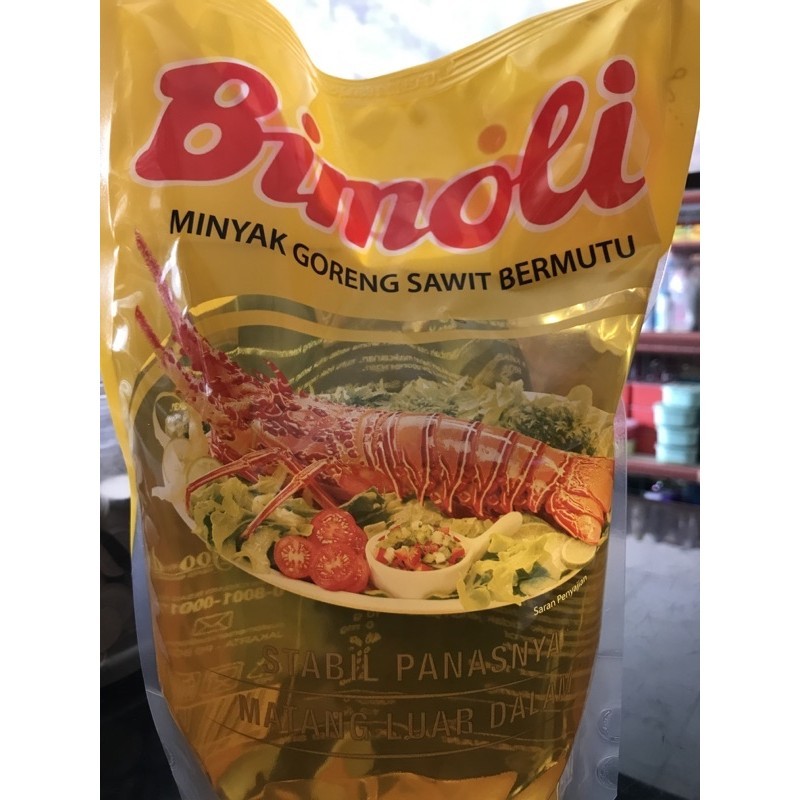 Bimoli
MINYAK GORENG SAWIT BERMUTU
Saran Penyajian
STABIL PANASNYA
MATANG LUAR DALAM